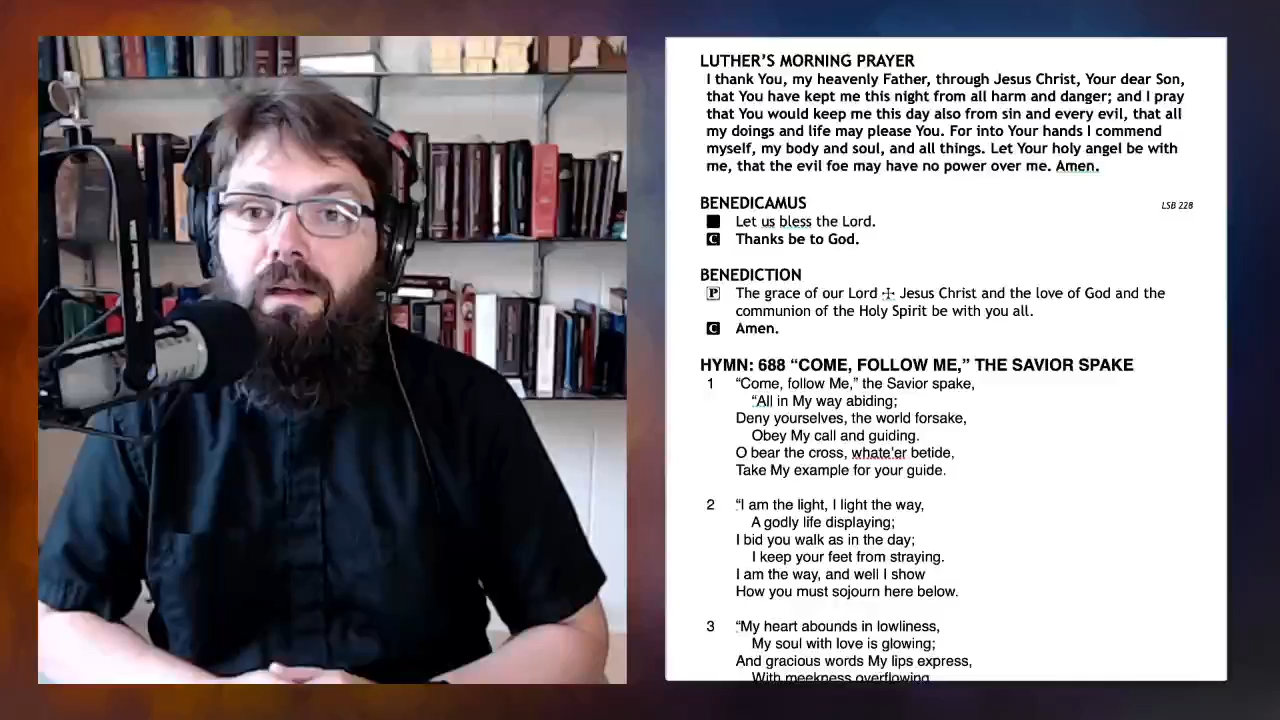 LUTHER'S MORNING PRAYER
I thank You, my heavenly Father, through Jesus Christ, Your dear Son,
that You have kept me this night from all harm and danger; and I pray
that You would keep me this day also from sin and every evil, that all
my doings and life may please You. For into Your hands I commend
myself, my body and soul, and all things. Let Your holy angel be with
me, that the evil foe may have no power over me. Amen.
BENEDICAMUS LSB 228
Let us bless the Lord.
C Thanks be to God.
BENEDICTION
P The grace of our Lord ☩ Jesus Christ and the love of God and the
communion of the Holy Spirit be with you all.
C Amen.
HYMN: 688 “COME, FOLLOW ME,” THE SAVIOR SPAKE
1 “Come, follow Me,” the Savior spake,
“All in My way abiding;
Deny yourselves, the world forsake,
Obey My call and guiding.
O bear the cross, whate'er betide,
Take My example for your guide.
2 “I am the light, I light the way,
A godly life displaying;
I bid you walk as in the day;
I keep your feet from straying.
I am the way, and well I show
How you must sojourn here below.
3 “My heart abounds in lowliness,
My soul with love is glowing;
And gracious words My lips express,
With meekness overflowing